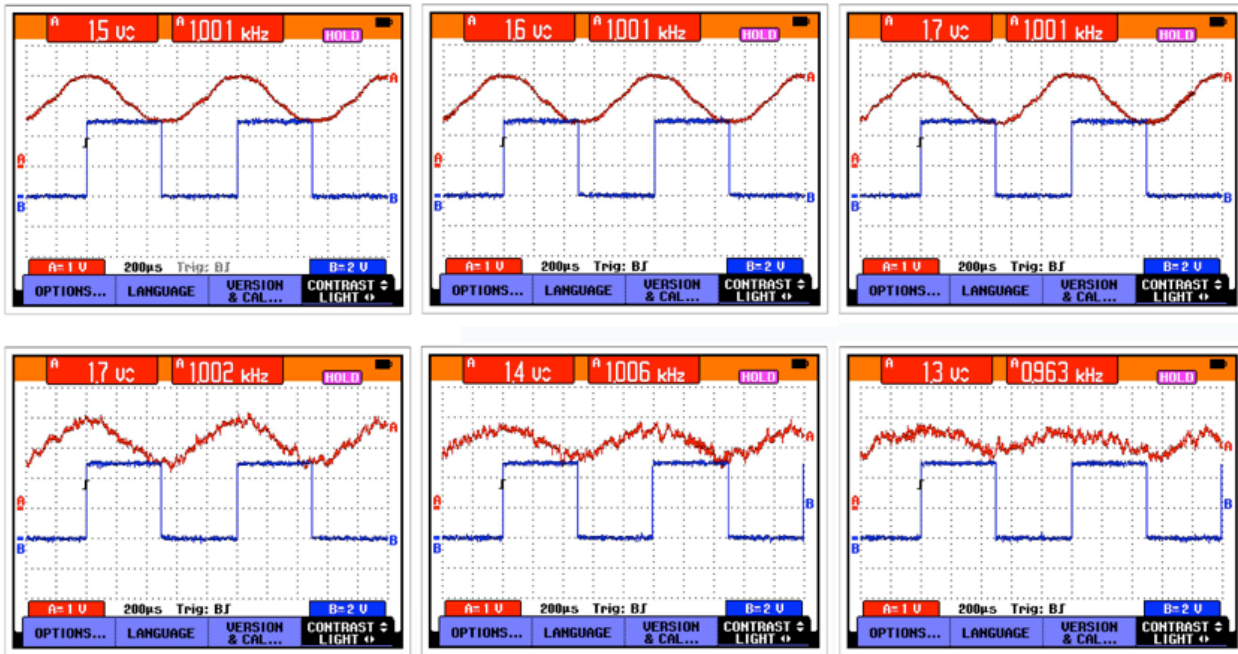 A 1.5 V A 1.001 kHz HOLD
A
A
B
B
A= 1 V 200µs Trig: B∫ B= 2 V
OPTIONS... LANGUAGE VERSION & CAL... CONTRAST LIGHT
A 1.6 V A 1.001 kHz HOLD
A
A
B
B
A= 1 V 200µs Trig: B∫ B= 2 V
OPTIONS... LANGUAGE VERSION & CAL... CONTRAST LIGHT
A 1.7 V A 1.001 kHz HOLD
A
A
B
B
A= 1 V 200µs Trig: B∫ B= 2 V
OPTIONS... LANGUAGE VERSION & CAL... CONTRAST LIGHT
A 1.7 V A 1.002 kHz HOLD
A
A
B
B
A= 1 V 200µs Trig: B∫ B= 2 V
OPTIONS... LANGUAGE VERSION & CAL... CONTRAST LIGHT
A 1.4 V A 1.006 kHz HOLD
A
A
B
B
A= 1 V 200µs Trig: B∫ B= 2 V
OPTIONS... LANGUAGE VERSION & CAL... CONTRAST LIGHT
A 1.3 V A 0.963 kHz HOLD
A
A
B
B
A= 1 V 200µs Trig: B∫ B= 2 V
OPTIONS... LANGUAGE VERSION & CAL... CONTRAST LIGHT